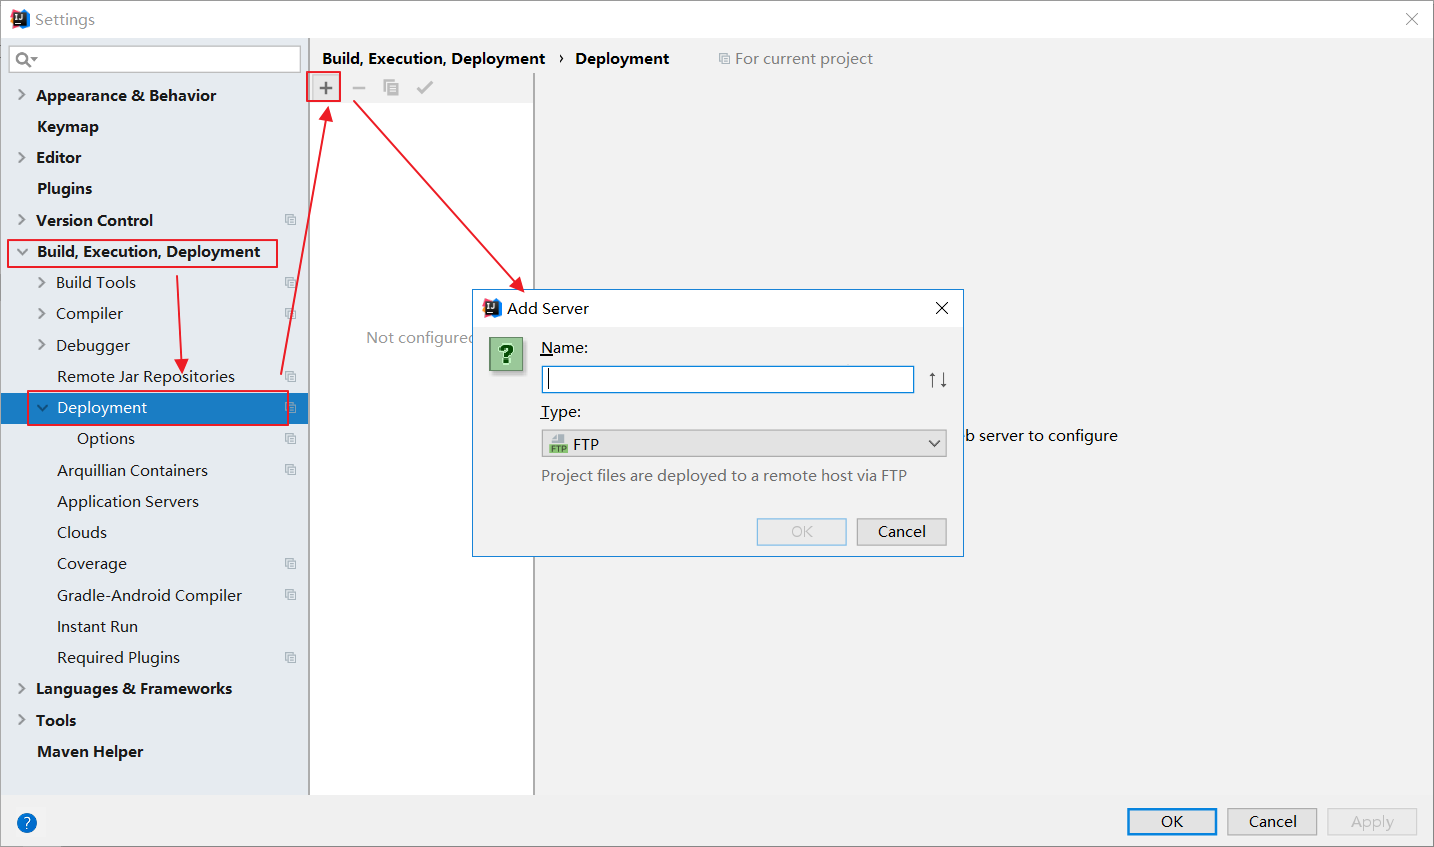 Settings
Build, Execution, Deployment › Deployment
For current project
Appearance & Behavior
Keymap
Editor
Plugins
Version Control
Build, Execution, Deployment
Build Tools
Compiler
Debugger
Remote Jar Repositories
Deployment
Options
Arquillian Containers
Application Servers
Clouds
Coverage
Gradle-Android Compiler
Instant Run
Required Plugins
Languages & Frameworks
Tools
Maven Helper
Not configured
Add Server
Name:
Type:
FTP
FTP
Project files are deployed to a remote host via FTP
OK
Cancel
b server to configure
?
OK
Cancel
Apply